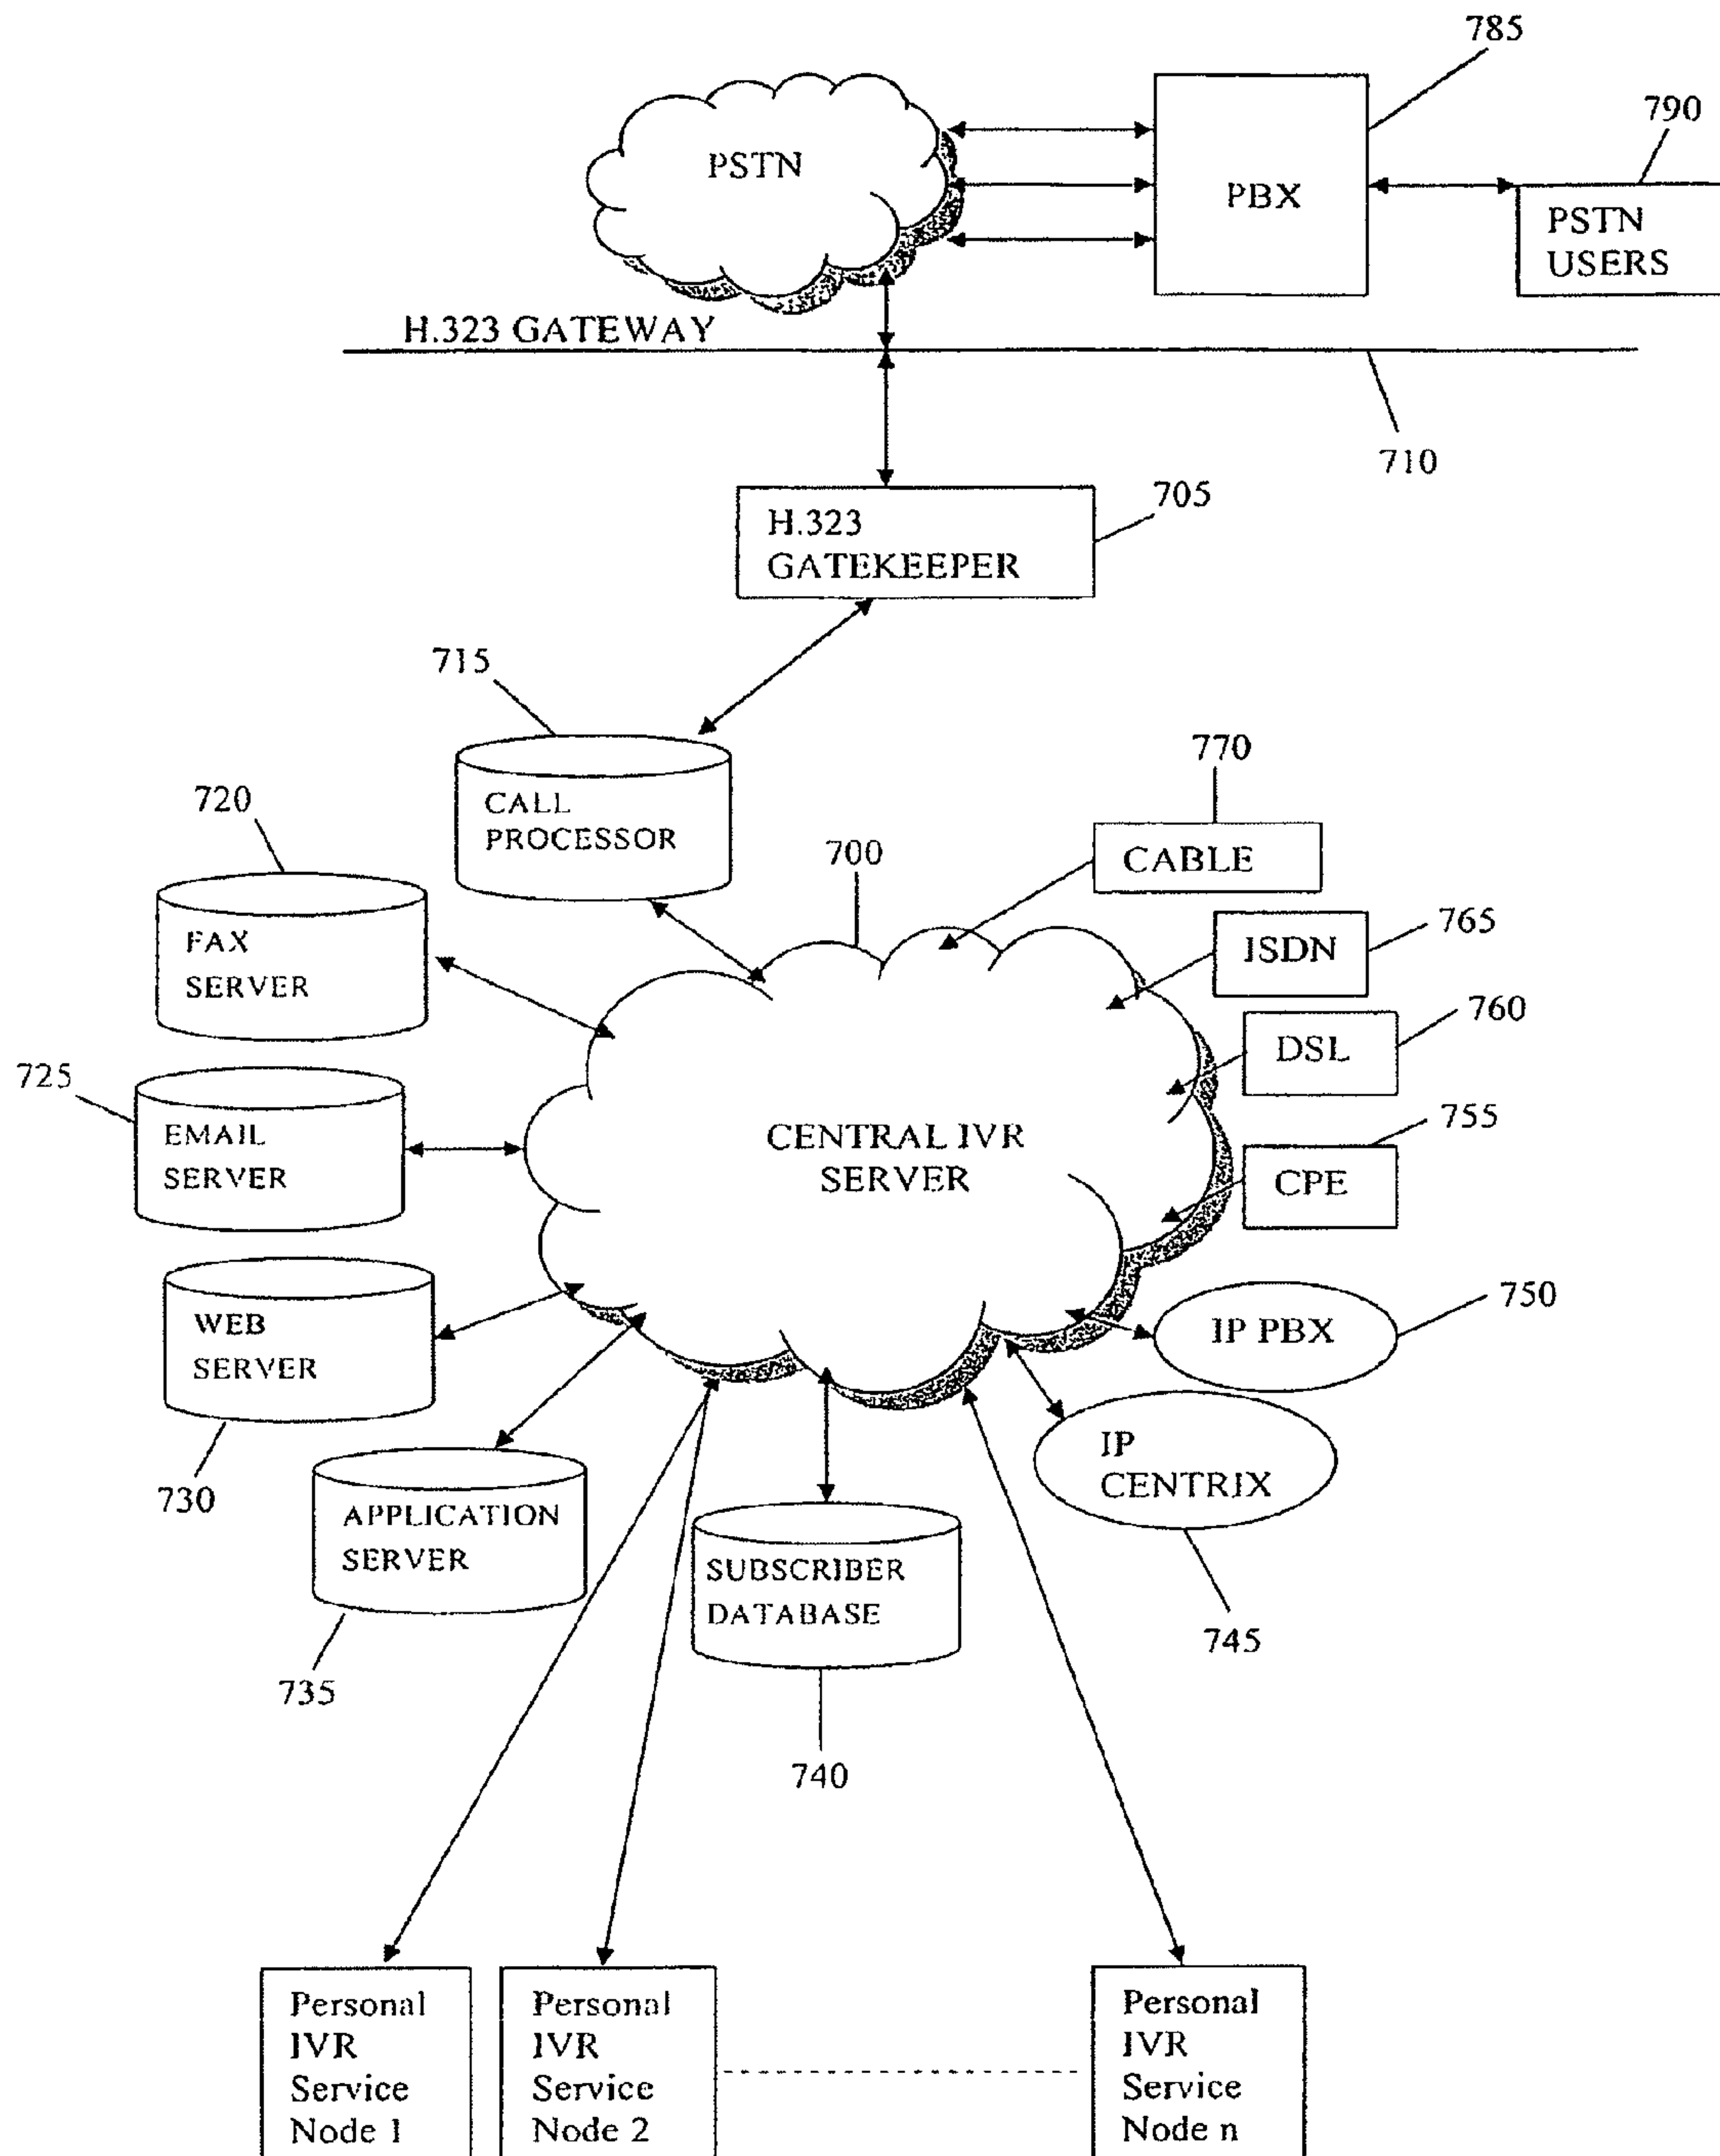 785
790
PSTN
PBX
PSTN
USERS
H.323 GATEWAY
710
705
H.323
GATEKEEPER
715
770
720
CALL
PROCESSOR
700
CABLE
765
FAX
SERVER
ISDN
760
DSL
725
755
EMAIL
SERVER
CENTRAL IVR
SERVER
CPE
750
WEB
SERVER
IP PBX
IP
CENTRIX
730
APPLICATION
SERVER
SUBSCRIBER
DATABASE
745
735
740
Personal
IVR
Service
Node 1
Personal
IVR
Service
Node 2
Personal
IVR
Service
Node n